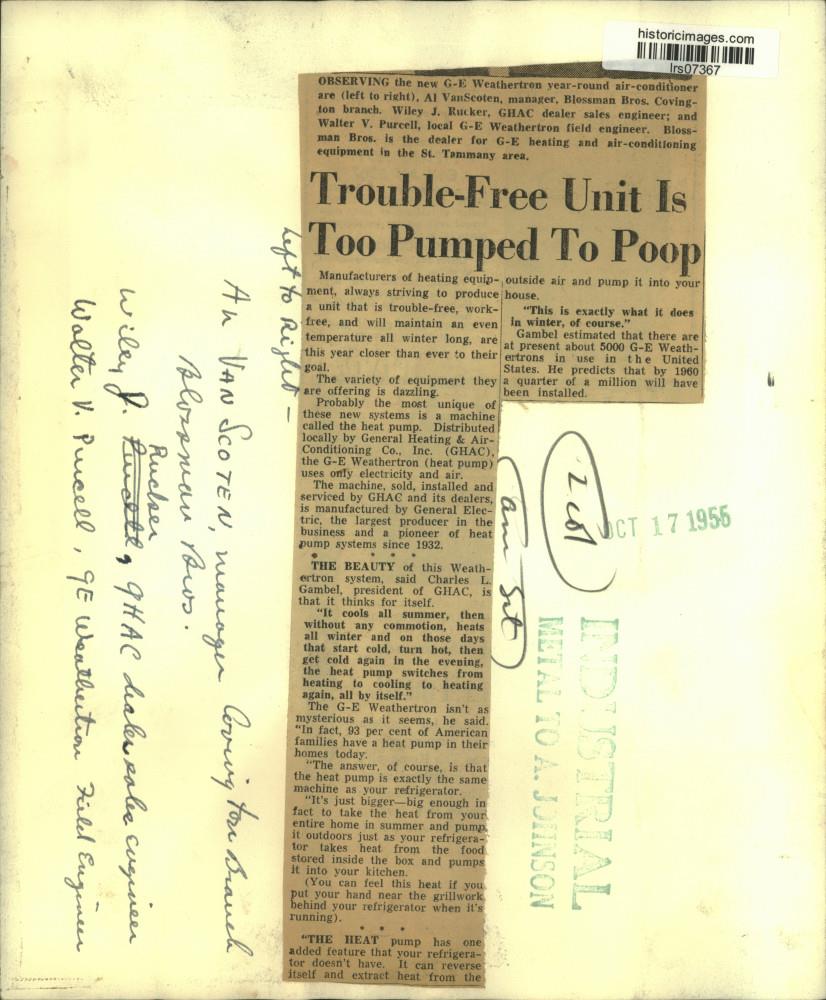 historicimages.com
lrs07367
OBSERVING the new G-E Weathertron year-round air-conditioner
are (left to right), Al VanScoten, manager, Blossman Bros. Coving-
ton branch. Wiley J. Rucker, GHAC dealer sales engineer; and
Walter V. Purcell, local G-E Weathertron field engineer. Bloss-
man Bros. is the dealer for G-E heating and air-conditioning
equipment in the St. Tammany area.
Trouble-Free Unit Is
Too Pumped To Poop
Manufacturers of heating equip-
ment, always striving to produce
a unit that is trouble-free, work-
free, and will maintain an even
temperature all winter long, are
this year closer than ever to their
goal.
The variety of equipment they
are offering is dazzling.
Probably the most unique of
these new systems is a machine
called the heat pump. Distributed
locally by General Heating & Air-
Conditioning Co., Inc. (GHAC),
the G-E Weathertron (heat pump)
uses only electricity and air.
The machine, sold, installed and
serviced by GHAC and its dealers,
is manufactured by General Elec-
tric, the largest producer in the
business and a pioneer of heat
pump systems since 1932.
* * *
THE BEAUTY of this Weath-
ertron system, said Charles L.
Gambel, president of GHAC, is
that it thinks for itself.
"It cools all summer, then
without any commotion, heats
all winter and on those days
that start cold, turn hot, then
get cold again in the evening,
the heat pump switches from
heating to cooling to heating
again, all by itself."
The G-E Weathertron isn't as
mysterious as it seems, he said.
"In fact, 93 per cent of American
families have a heat pump in their
homes today.
"The answer, of course, is that
the heat pump is exactly the same
machine as your refrigerator.
"It's just bigger—big enough in
fact to take the heat from your
entire home in summer and pump
it outdoors just as your refrigera-
tor takes heat from the food
stored inside the box and pumps
it into your kitchen.
(You can feel this heat if you
put your hand near the grillwork
behind your refrigerator when it's
running).
* * *
"THE HEAT pump has one
added feature that your refrigera-
tor doesn't have. It can reverse
itself and extract heat from the
outside air and pump it into your
house.
"This is exactly what it does
in winter, of course."
Gambel estimated that there are
at present about 5000 G-E Weath-
ertrons in use in the United
States. He predicts that by 1960
a quarter of a million will have
been installed.
Left to Right —
Al VAN SCOTEN, manager Covington Branch
Blossman Bros.
Wiley J. Rucker, GHAC dealer sales engineer
Walter V. Purcell, GE Weathertron Field Engineer
2 col
OCT 17 1956
INDUSTRIAL
METAL TO A. JOHNSON